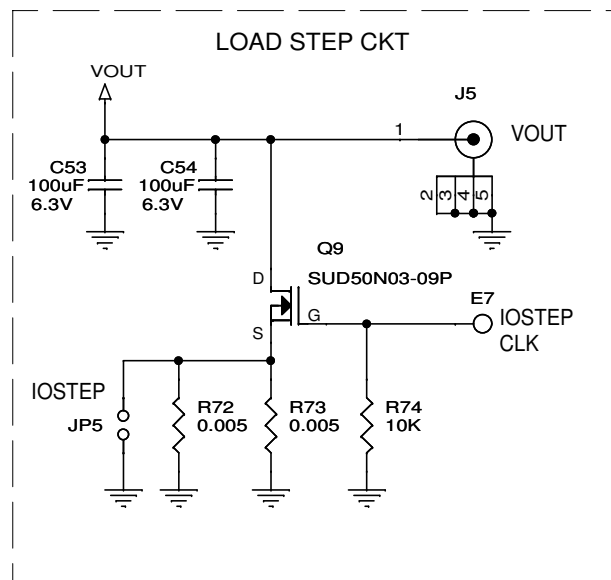 LOAD STEP CKT
VOUT
J5
1
VOUT
C53
100uF
6.3V
C54
100uF
6.3V
2
3
4
5
Q9
SUD50N03-09P
D
G
S
E7
IOSTEP
CLK
IOSTEP
JP5
R72
0.005
R73
0.005
R74
10K